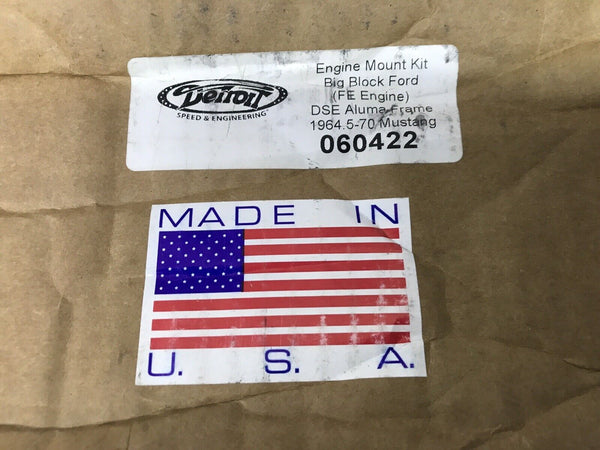 Detroit
SPEED & ENGINEERING
Engine Mount Kit
Big Block Ford
(FE Engine)
DSE Aluma-Frame
1964.5-70 Mustang
060422
MADE IN
U. S. A.